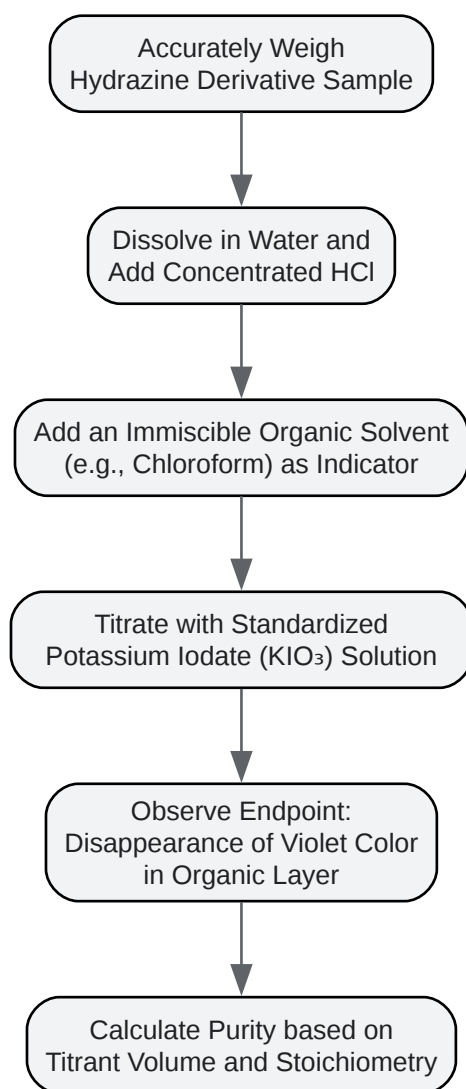 Accurately Weigh
Hydrazine Derivative Sample
Dissolve in Water and
Add Concentrated HCl
Add an Immiscible Organic Solvent
(e.g., Chloroform) as Indicator
Titrate with Standardized
Potassium Iodate (KIO₃) Solution
Observe Endpoint:
Disappearance of Violet Color
in Organic Layer
Calculate Purity based on
Titrant Volume and Stoichiometry